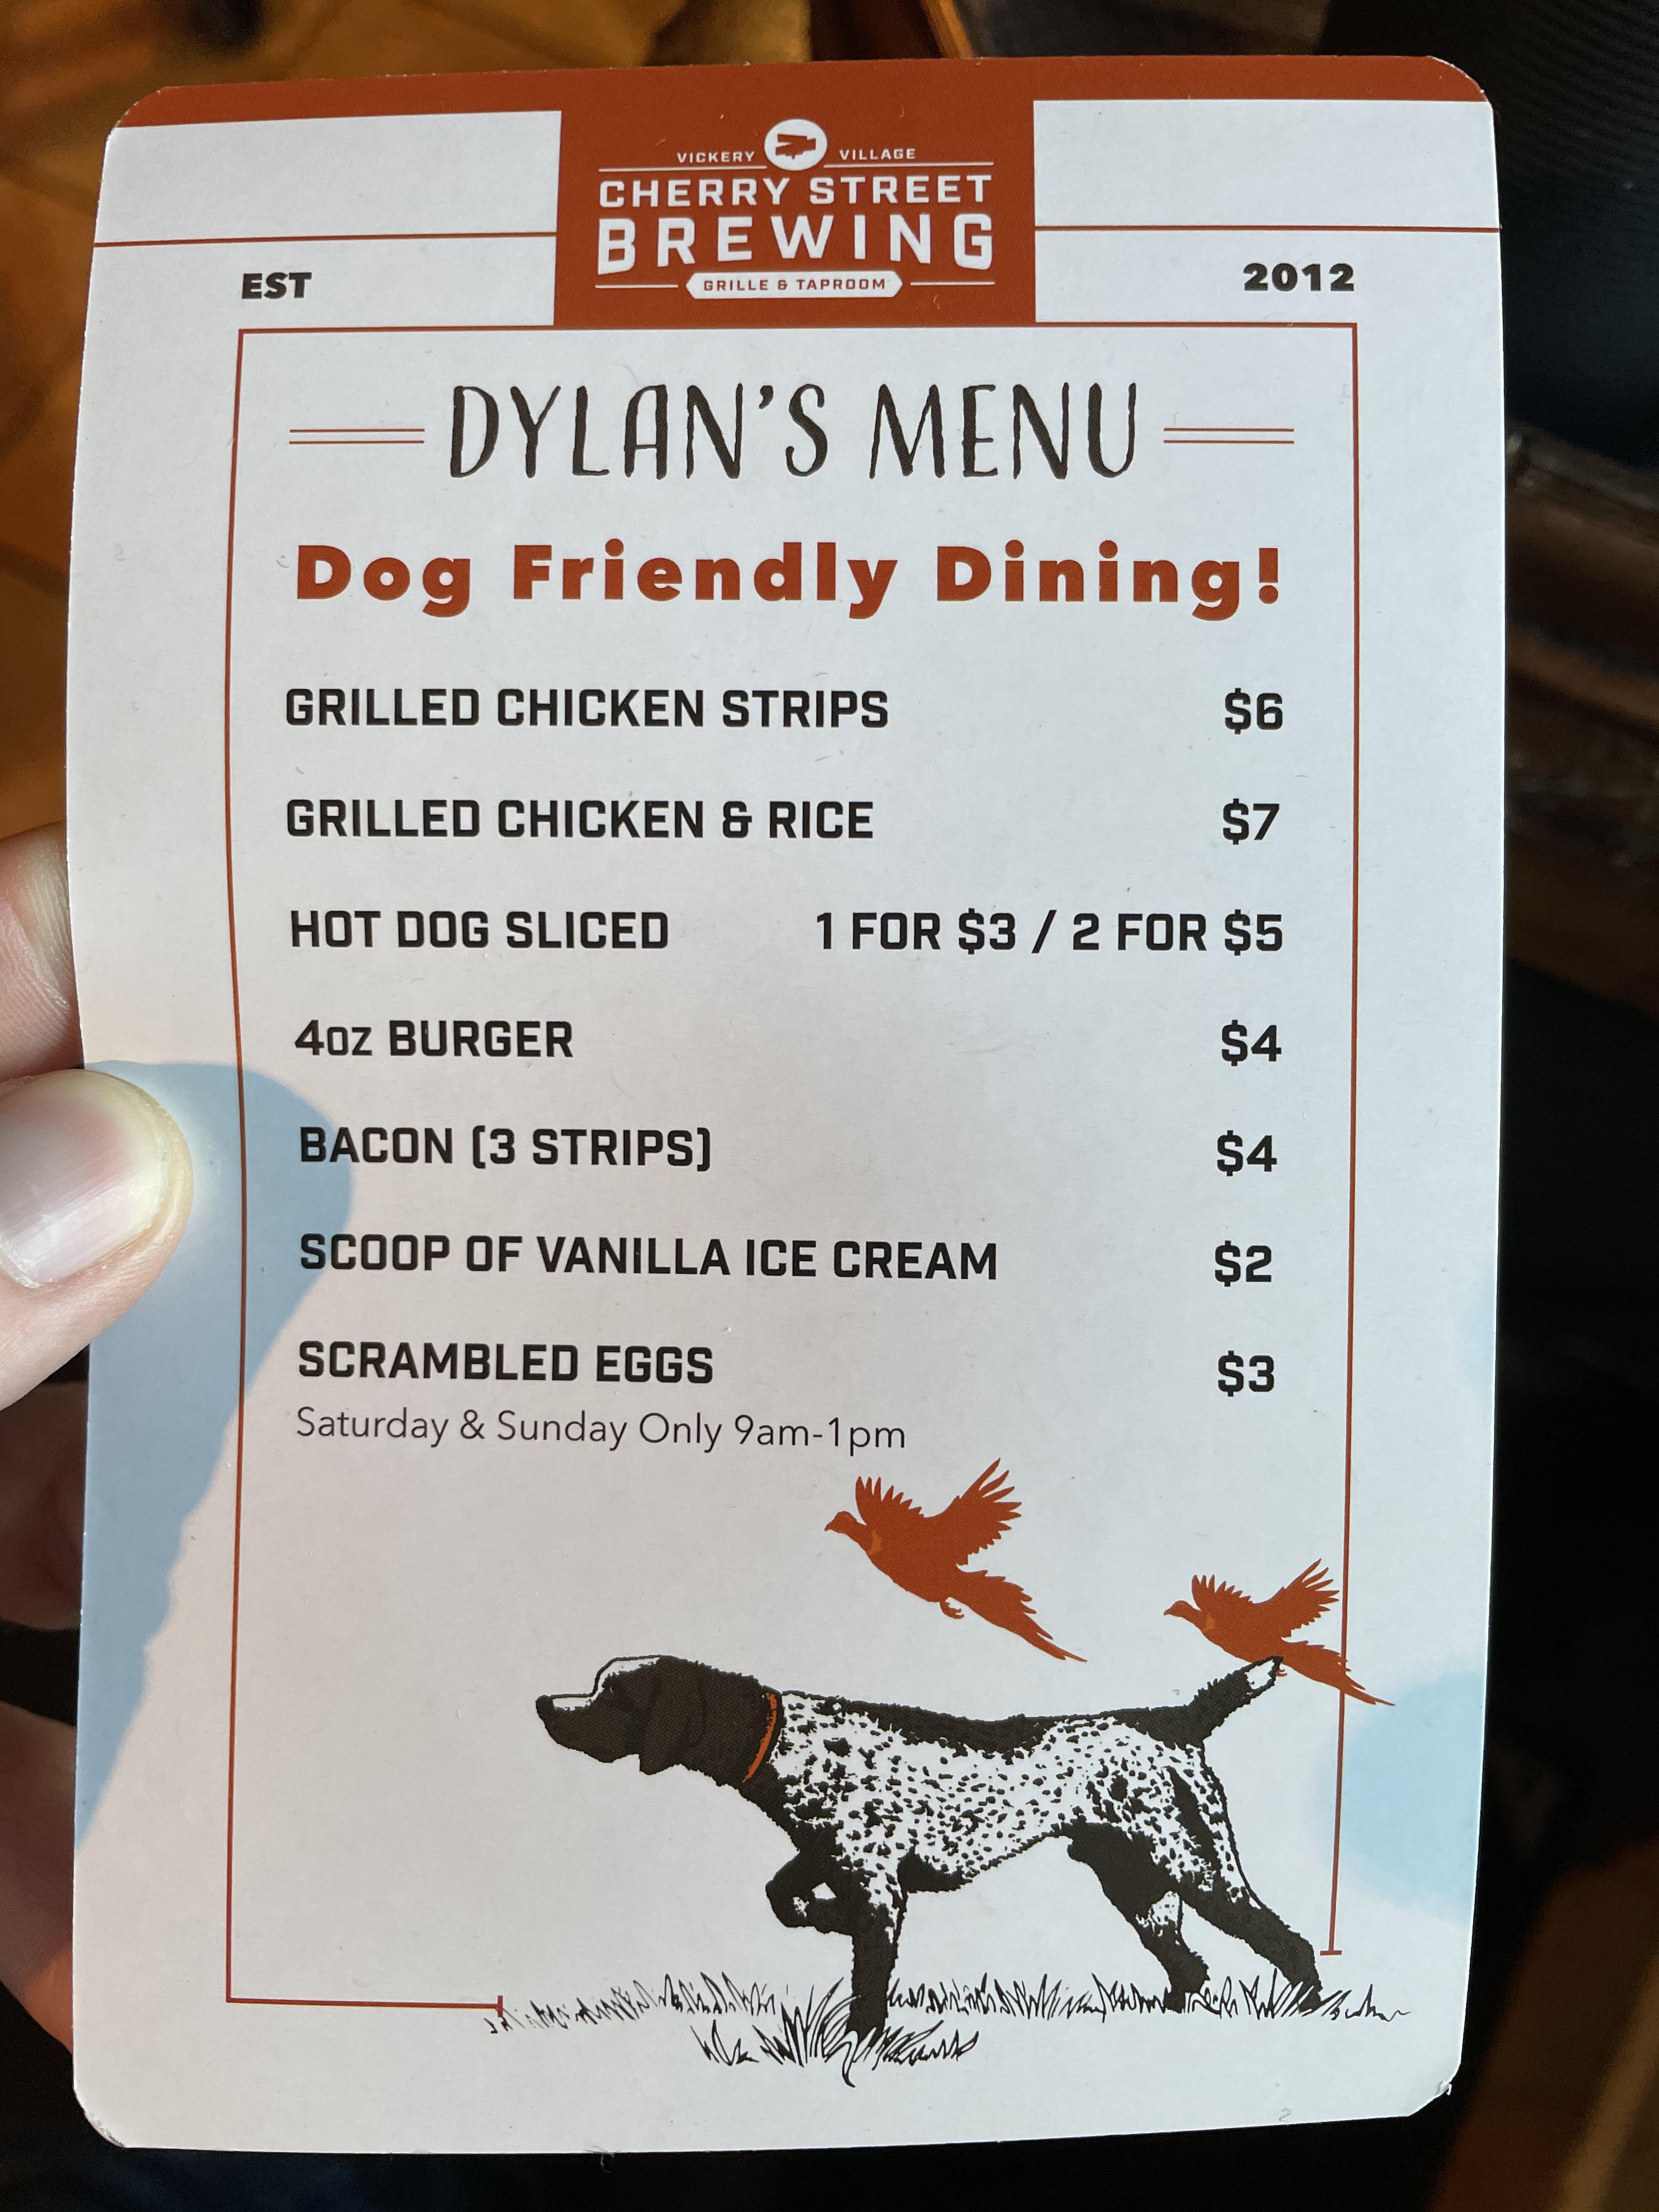 VICKERY VILLAGE
CHERRY STREET
BREWING
GRILLE & TAPROOM
EST 2012
DYLAN'S MENU
Dog Friendly Dining!
GRILLED CHICKEN STRIPS $6
GRILLED CHICKEN & RICE $7
HOT DOG SLICED 1 FOR $3 / 2 FOR $5
4oz BURGER $4
BACON (3 STRIPS) $4
SCOOP OF VANILLA ICE CREAM $2
SCRAMBLED EGGS $3
Saturday & Sunday Only 9am-1pm